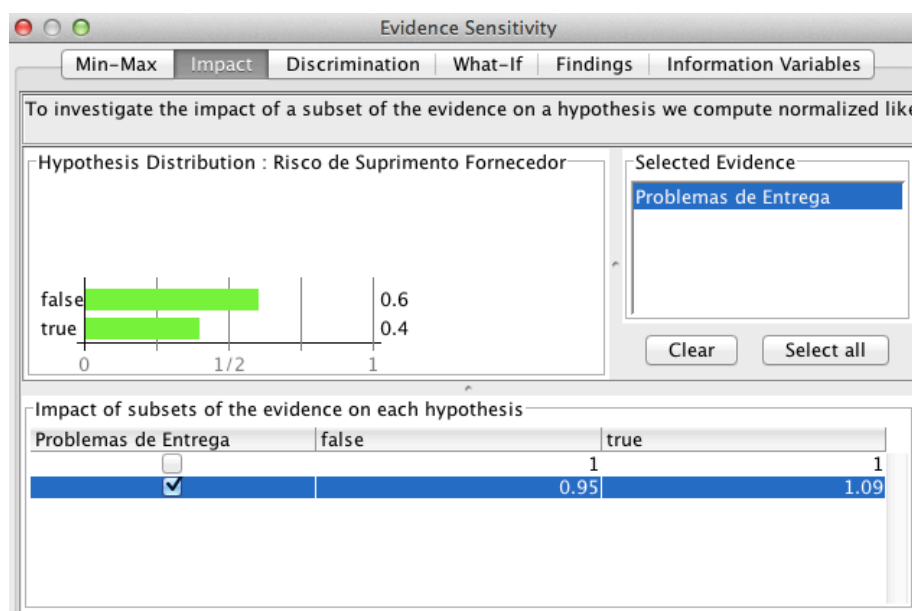 Evidence Sensitivity
Min-Max Impact Discrimination What-If Findings Information Variables
To investigate the impact of a subset of the evidence on a hypothesis we compute normalized like
Hypothesis Distribution : Risco de Suprimento Fornecedor
false 0.6
true 0.4
0 1/2 1
Selected Evidence
Problemas de Entrega
Clear Select all
Impact of subsets of the evidence on each hypothesis
Problemas de Entrega false true
1 1
0.95 1.09